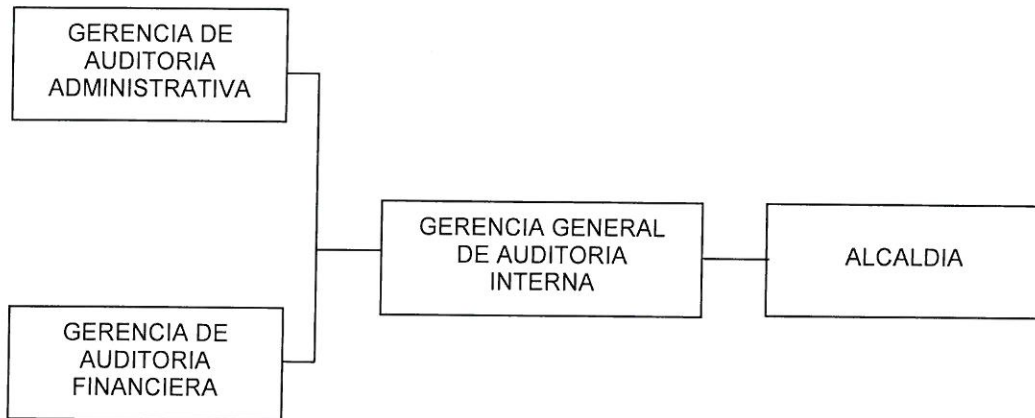 GERENCIA DE
AUDITORIA
ADMINISTRATIVA
GERENCIA GENERAL
DE AUDITORIA
INTERNA
ALCALDIA
GERENCIA DE
AUDITORIA
FINANCIERA